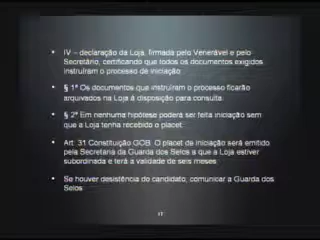 • IV – declaração da Loja, firmada pelo Venerável e pelo
Secretário, certificando que todos os documentos exigidos
instruíram o processo de iniciação
• § 1º Os documentos que instruíram o processo ficarão
arquivados na Loja à disposição para consulta.
• § 2º Em nenhuma hipótese poderá ser feita iniciação sem
que a Loja tenha recebido o placet.
• Art. 31 Constituição GOB. O placet de iniciação será emitido
pela Secretaria da Guarda dos Selos a que a Loja estiver
subordinada e terá a validade de seis meses.
• Se houver desistência do candidato, comunicar a Guarda dos
Selos
17